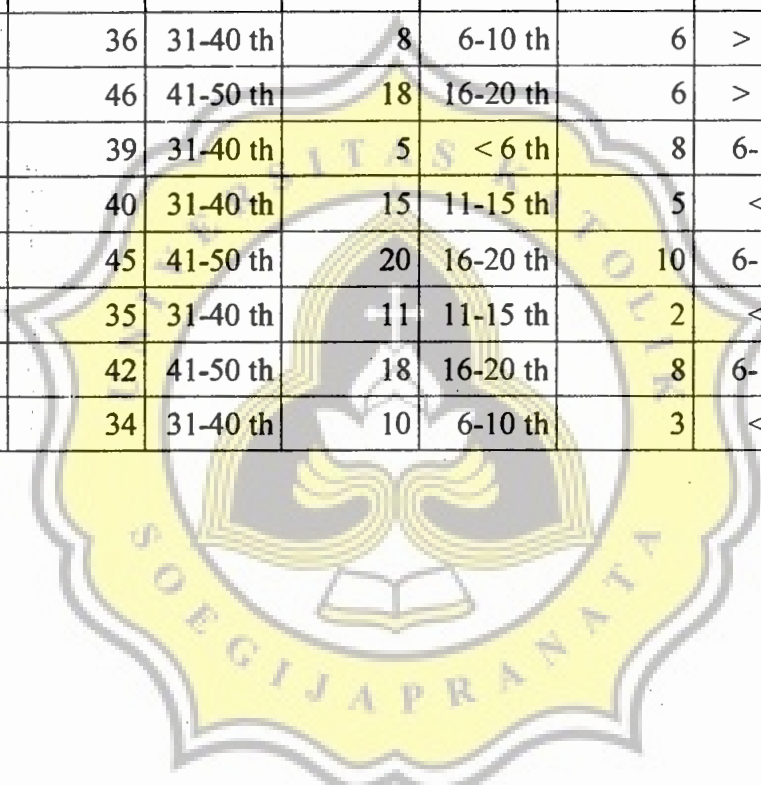 36 31-40 th 8 6-10 th 6 >
46 41-50 th 18 16-20 th 6 >
39 31-40 th 5 < 6 th 8 6-
40 31-40 th 15 11-15 th 5 <
45 41-50 th 20 16-20 th 10 6-
35 31-40 th 11 11-15 th 2 <
42 41-50 th 18 16-20 th 8 6-
34 31-40 th 10 6-10 th 3 <
UNIVERSITAS KATOLIK
SOEGIJAPRANATA